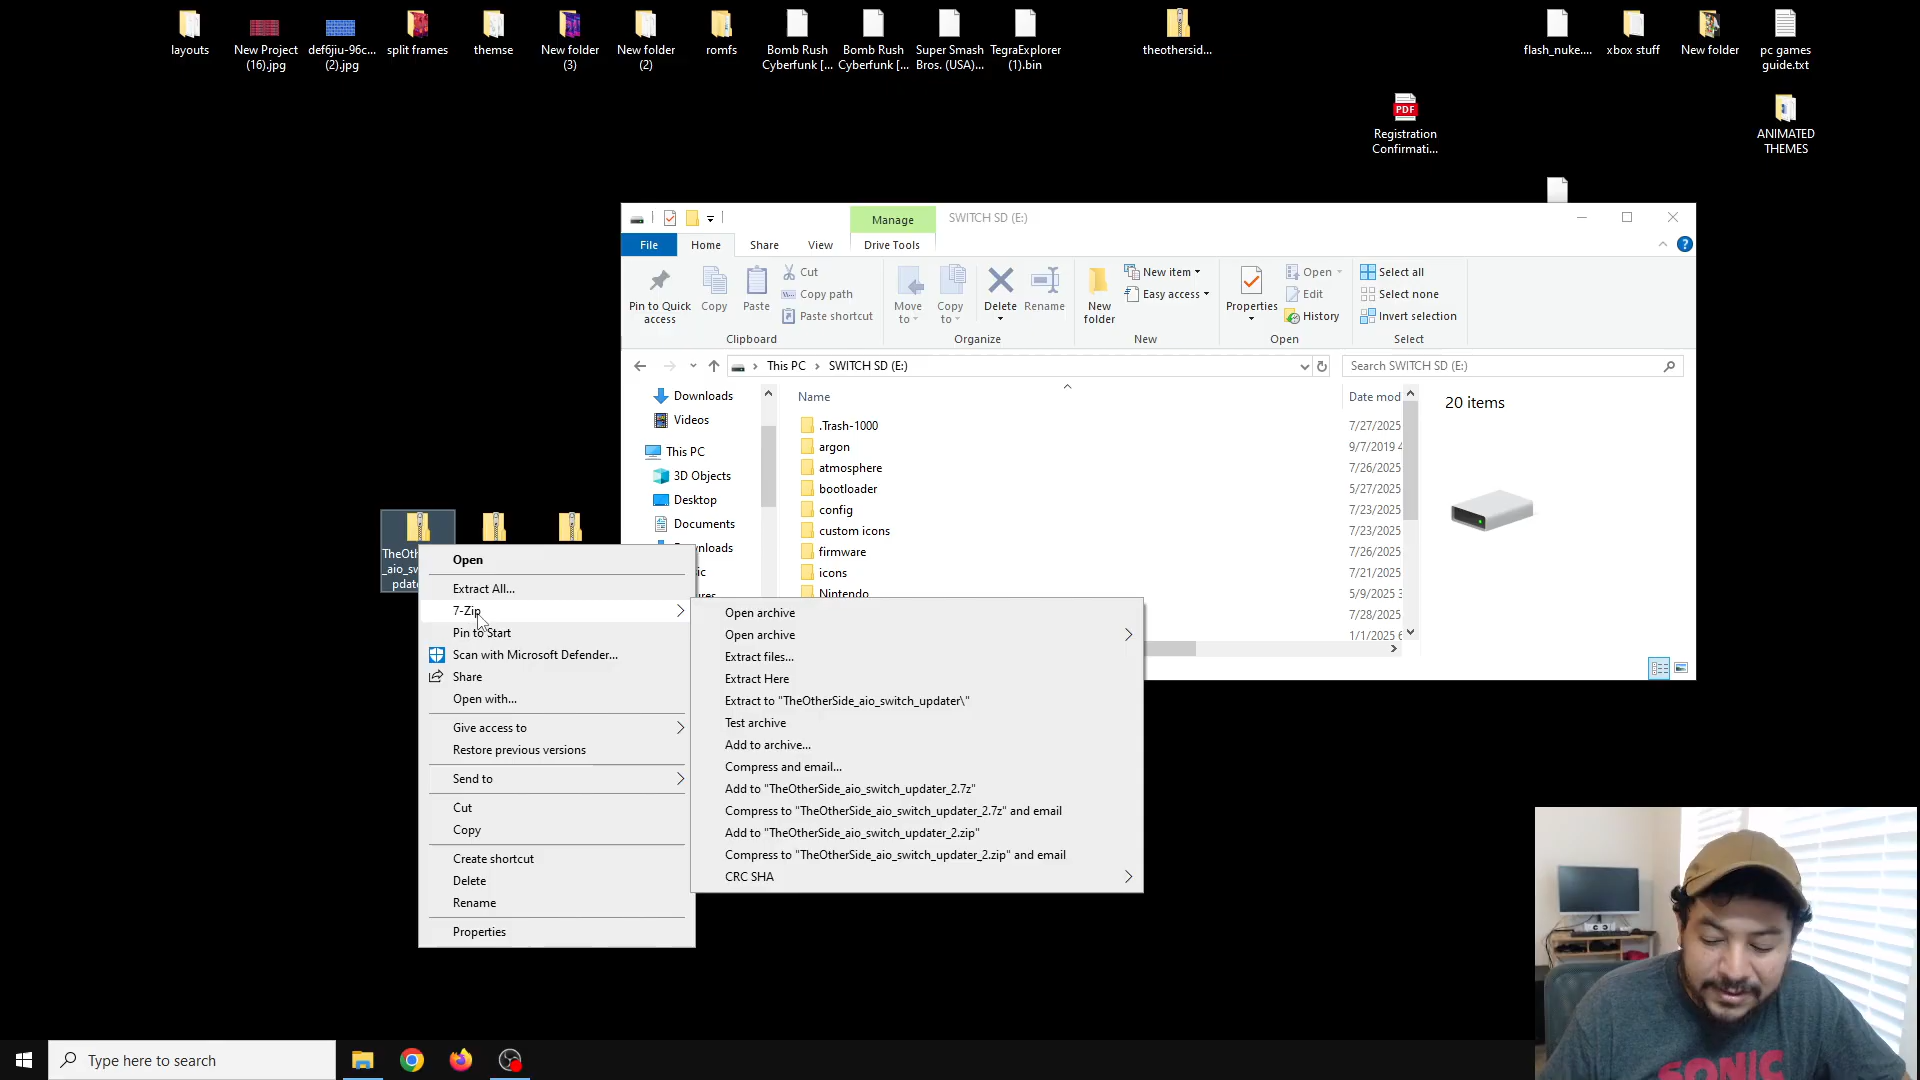 layouts
New Project
(16).jpg
def6jiu-96c...
(2).jpg
split frames
themse
New folder
(3)
New folder
(2)
romfs
Bomb Rush
Cyberfunk [...
Bomb Rush
Cyberfunk [...
Super Smash
Bros. (USA)...
TegraExplorer
(1).bin
theothersid...
flash_nuke....
xbox stuff
New folder
pc games
guide.txt
PDF
Registration
Confirmati...
ANIMATED
THEMES
Manage
SWITCH SD (E:)
File
Home
Share
View
Drive Tools
Pin to Quick
access
Copy
Paste
Cut
Copy path
Paste shortcut
Clipboard
Move
to
Copy
to
Delete
Rename
Organize
New
folder
New item
Easy access
New
Properties
Open
Edit
History
Open
Select all
Select none
Invert selection
Select
This PC
SWITCH SD (E:)
Search SWITCH SD (E:)
Downloads
Videos
This PC
3D Objects
Desktop
Documents
Name
Date mod
.Trash-1000
7/27/2025
argon
9/7/2019 4
atmosphere
7/26/2025
bootloader
5/27/2025
config
7/23/2025
custom icons
7/23/2025
firmware
7/26/2025
icons
7/21/2025
Nintendo
5/9/2025 3
7/28/2025
1/1/2025 6
20 items
Open
Extract All...
7-Zip
Pin to Start
Scan with Microsoft Defender...
Share
Open with...
Give access to
Restore previous versions
Send to
Cut
Copy
Create shortcut
Delete
Rename
Properties
Open archive
Open archive
Extract files...
Extract Here
Extract to "TheOtherSide_aio_switch_updater\"
Test archive
Add to archive...
Compress and email...
Add to "TheOtherSide_aio_switch_updater_2.7z"
Compress to "TheOtherSide_aio_switch_updater_2.7z" and email
Add to "TheOtherSide_aio_switch_updater_2.zip"
Compress to "TheOtherSide_aio_switch_updater_2.zip" and email
CRC SHA
Type here to search
SONIC